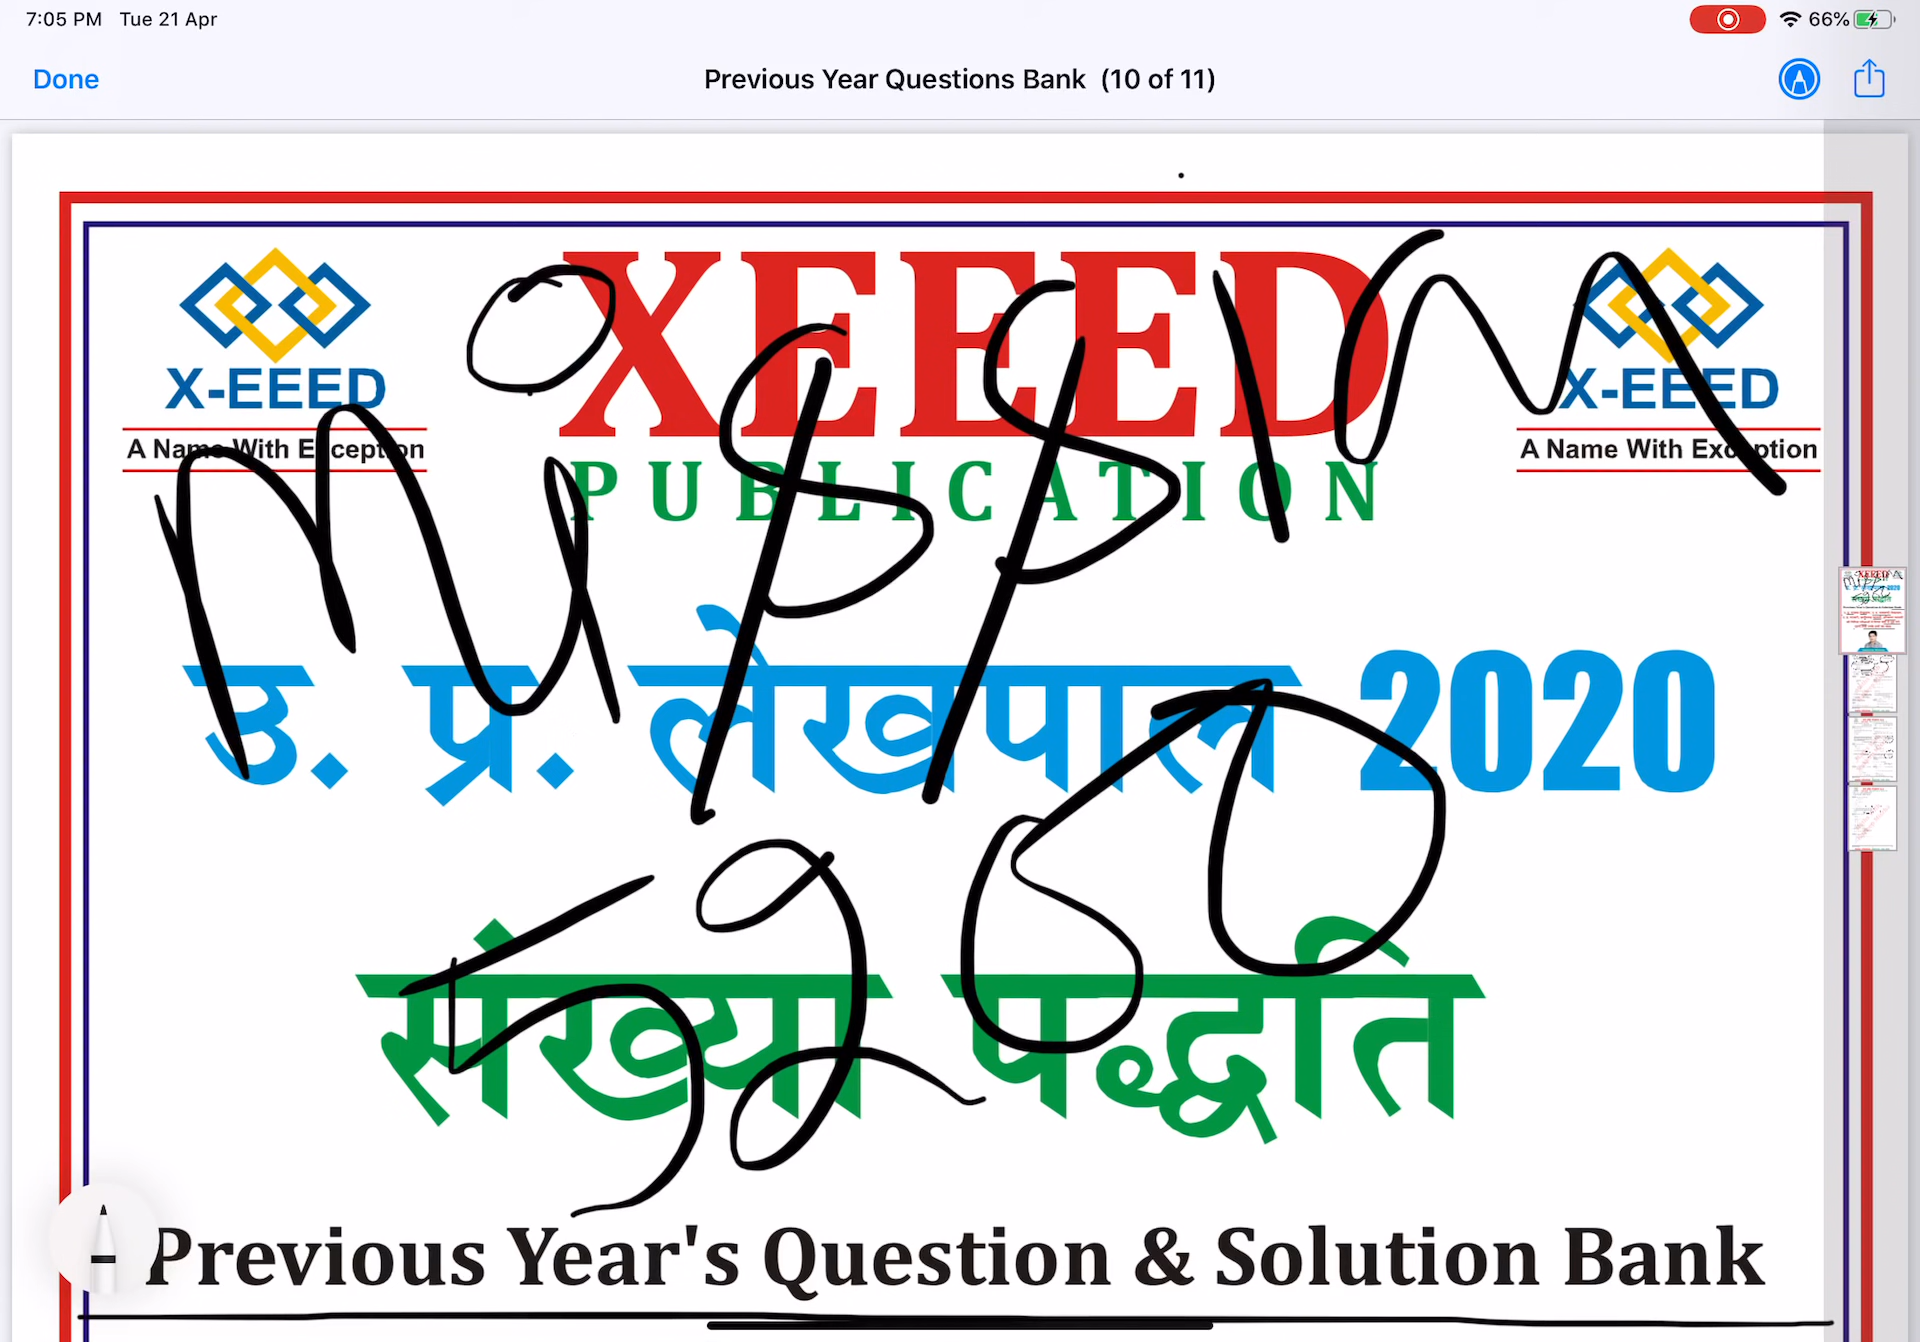 7:05 PM Tue 21 Apr
66%
Done
Previous Year Questions Bank (10 of 11)
X-EEED
A Name With Exception
XEEED
PUBLICATION
X-EEED
A Name With Exception
उ. प्र. लेखपाल 2020
संख्या पद्धति
Previous Year's Question & Solution Bank